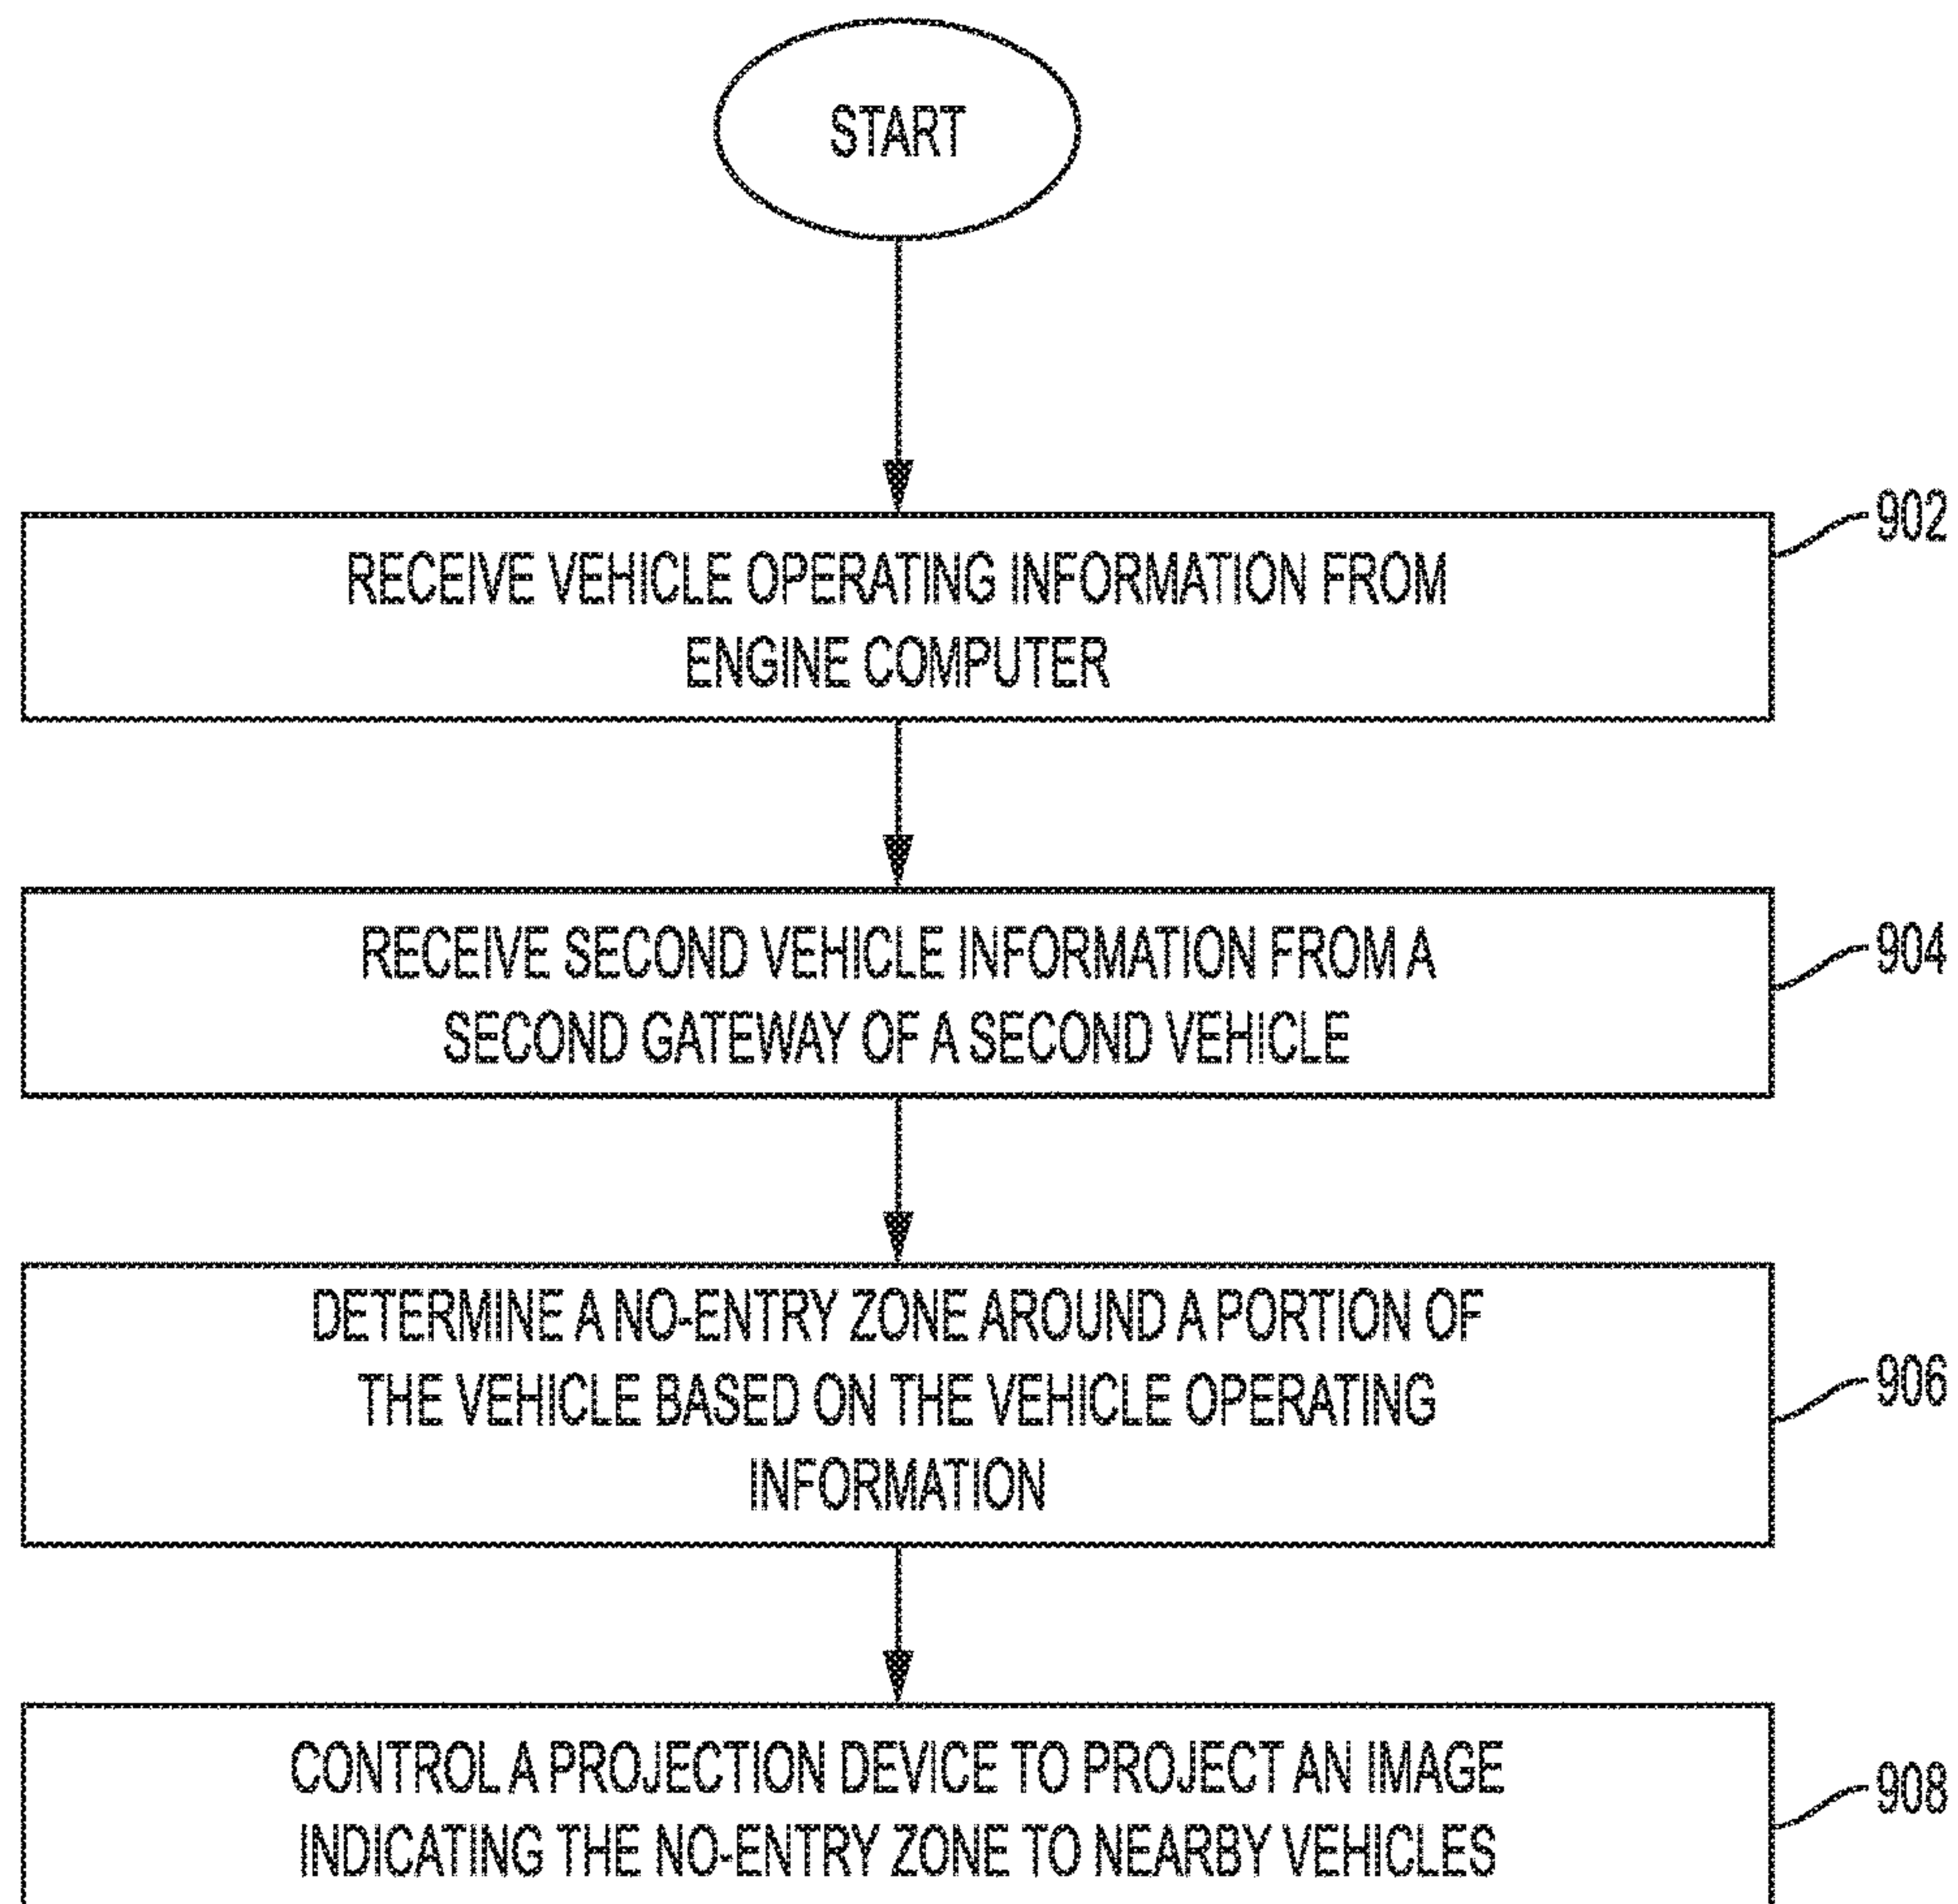 START
RECEIVE VEHICLE OPERATING INFORMATION FROM
ENGINE COMPUTER
902
RECEIVE SECOND VEHICLE INFORMATION FROM A
SECOND GATEWAY OF A SECOND VEHICLE
904
DETERMINE A NO-ENTRY ZONE AROUND A PORTION OF
THE VEHICLE BASED ON THE VEHICLE OPERATING
INFORMATION
906
CONTROL A PROJECTION DEVICE TO PROJECT AN IMAGE
INDICATING THE NO-ENTRY ZONE TO NEARBY VEHICLES
908